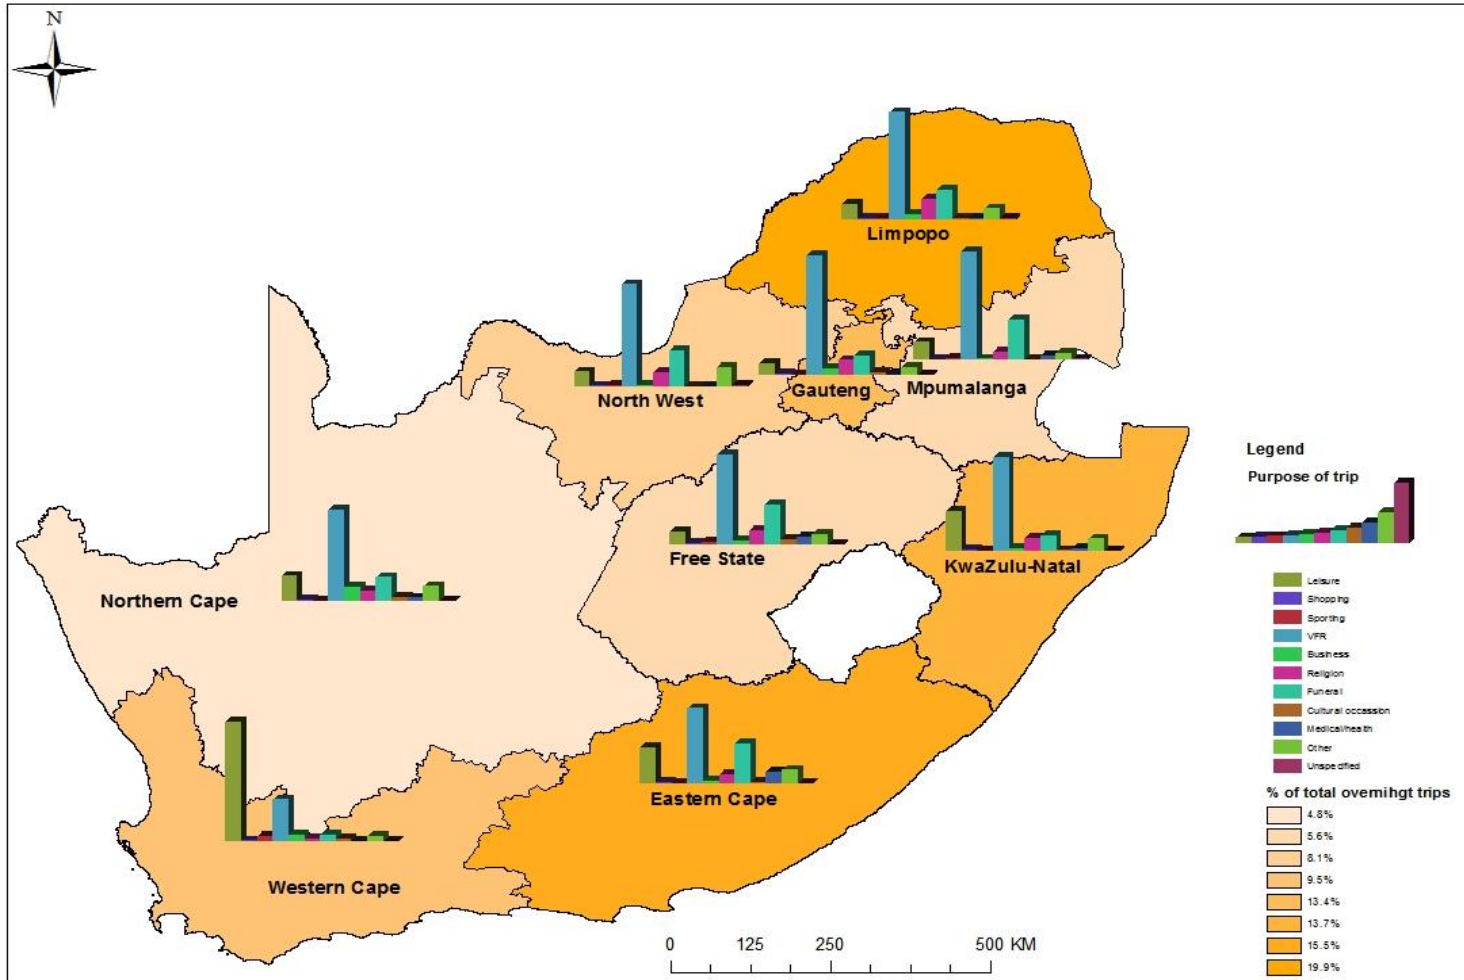 N
Limpopo
North West
Gauteng
Mpumalanga
Free State
KwaZulu-Natal
Northern Cape
Eastern Cape
Western Cape
Legend
Purpose of trip
Leisure
Shopping
Sporting
VFR
Business
Religion
Funeral
Cultural occassion
Medical/health
Other
Unspecified
% of total overnihgt trips
4.8%
5.6%
8.1%
9.5%
13.4%
13.7%
15.5%
19.9%
0 125 250 500 KM